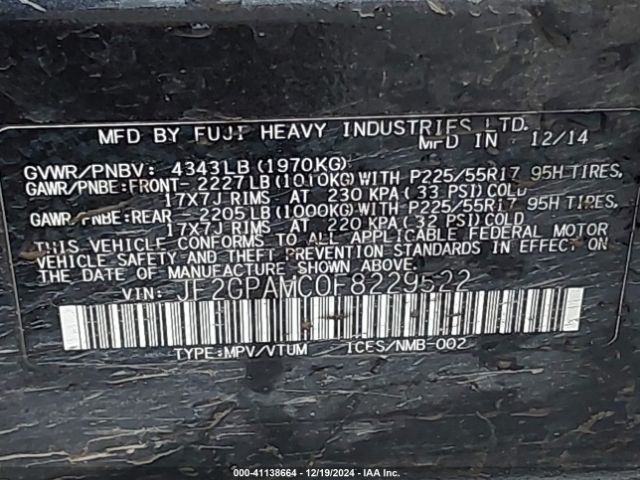 MFD BY FUJI HEAVY INDUSTRIES LTD.
MFD IN 12/14
GVWR/PNBV: 4343LB (1970KG)
GAWR/PNBE:FRONT- 2227LB (1010KG) WITH P225/55R17 95H TIRES,
17X7J RIMS AT 230 KPA (33 PSI) COLD
GAWR/PNBE:REAR - 2205LB (1000KG) WITH P225/55R17 95H TIRES,
17X7J RIMS AT 220 KPA (32 PSI) COLD
THIS VEHICLE CONFORMS TO ALL APPLICABLE FEDERAL MOTOR
VEHICLE SAFETY AND THEFT PREVENTION STANDARDS IN EFFECT ON
THE DATE OF MANUFACTURE SHOWN ABOVE.
VIN: JF2GPAMC0F8229522
TYPE:MPV/VTUM ICES/NMB-002
000-41138664 - 12/19/2024 - IAA Inc.